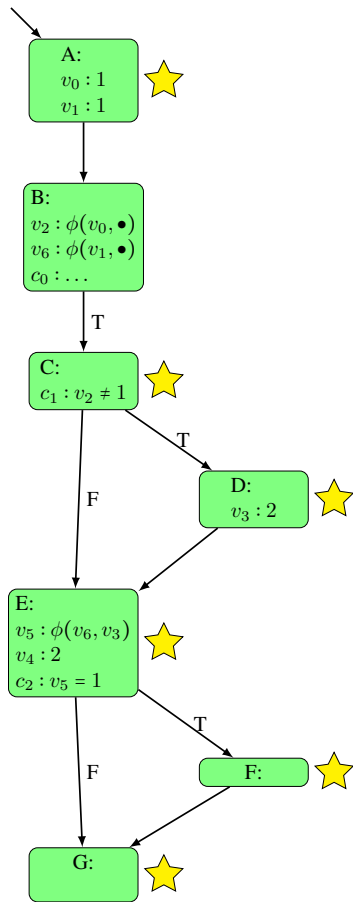 A:
v₀ : 1
v₁ : 1
B:
v₂ : ϕ(v₀, •)
v₆ : ϕ(v₁, •)
c₀ : …
T
C:
c₁ : v₂ ≠ 1
T
F
D:
v₃ : 2
E:
v₅ : ϕ(v₆, v₃)
v₄ : 2
c₂ : v₅ = 1
T
F
F:
G: